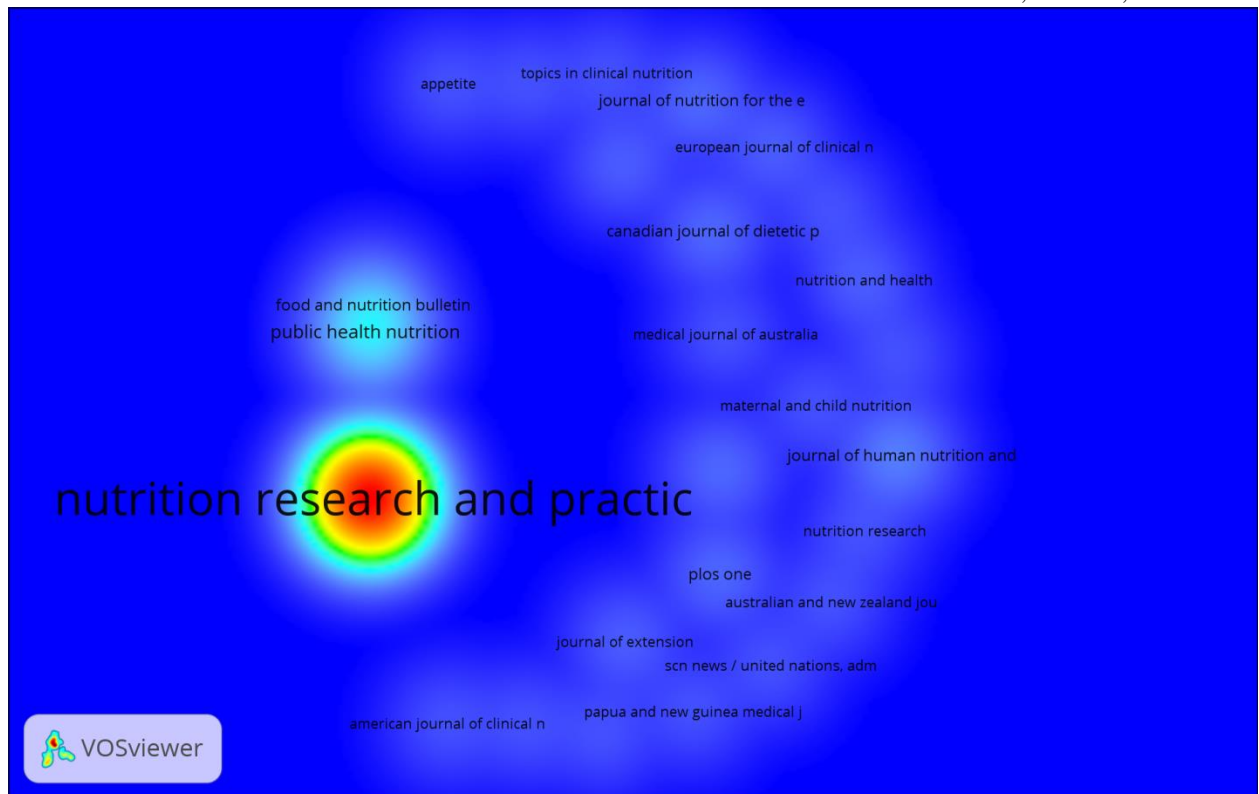 appetite
topics in clinical nutrition
journal of nutrition for the e
european journal of clinical n
canadian journal of dietetic p
nutrition and health
food and nutrition bulletin
public health nutrition
medical journal of australia
maternal and child nutrition
journal of human nutrition and
nutrition research and practic
nutrition research
plos one
australian and new zealand jou
journal of extension
scn news / united nations, adm
papua and new guinea medical j
american journal of clinical n
VOSviewer